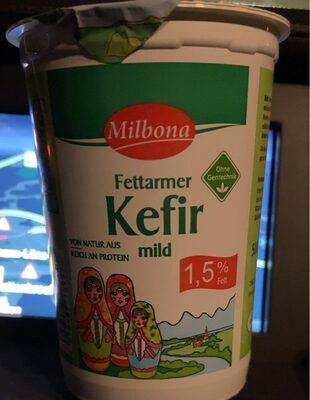 Milbona
Ohne
Gentechnik
Fettarmer
Kefir
mild
VON NATUR AUS
REICH AN PROTEIN
1,5%
Fett